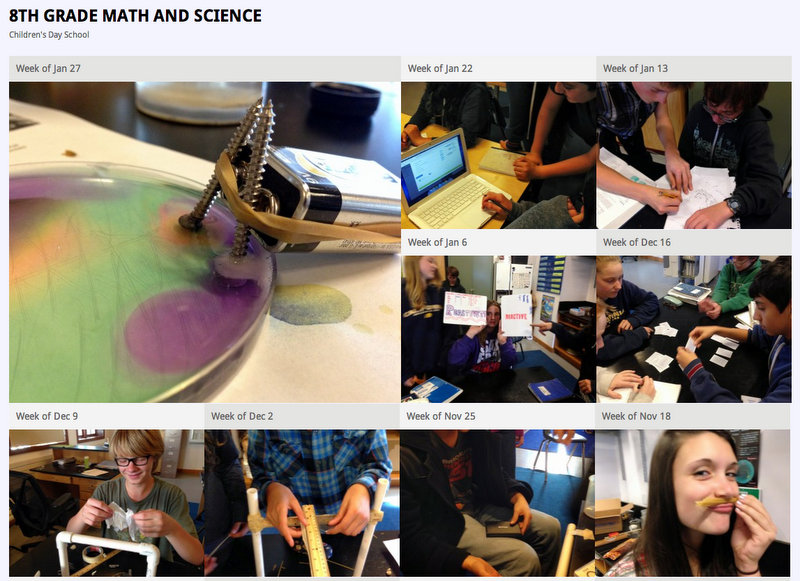 8TH GRADE MATH AND SCIENCE
Children's Day School
Week of Jan 27
Week of Jan 22
Week of Jan 13
Week of Jan 6
Week of Dec 16
INACTIVE
Week of Dec 9
Week of Dec 2
Week of Nov 25
Week of Nov 18